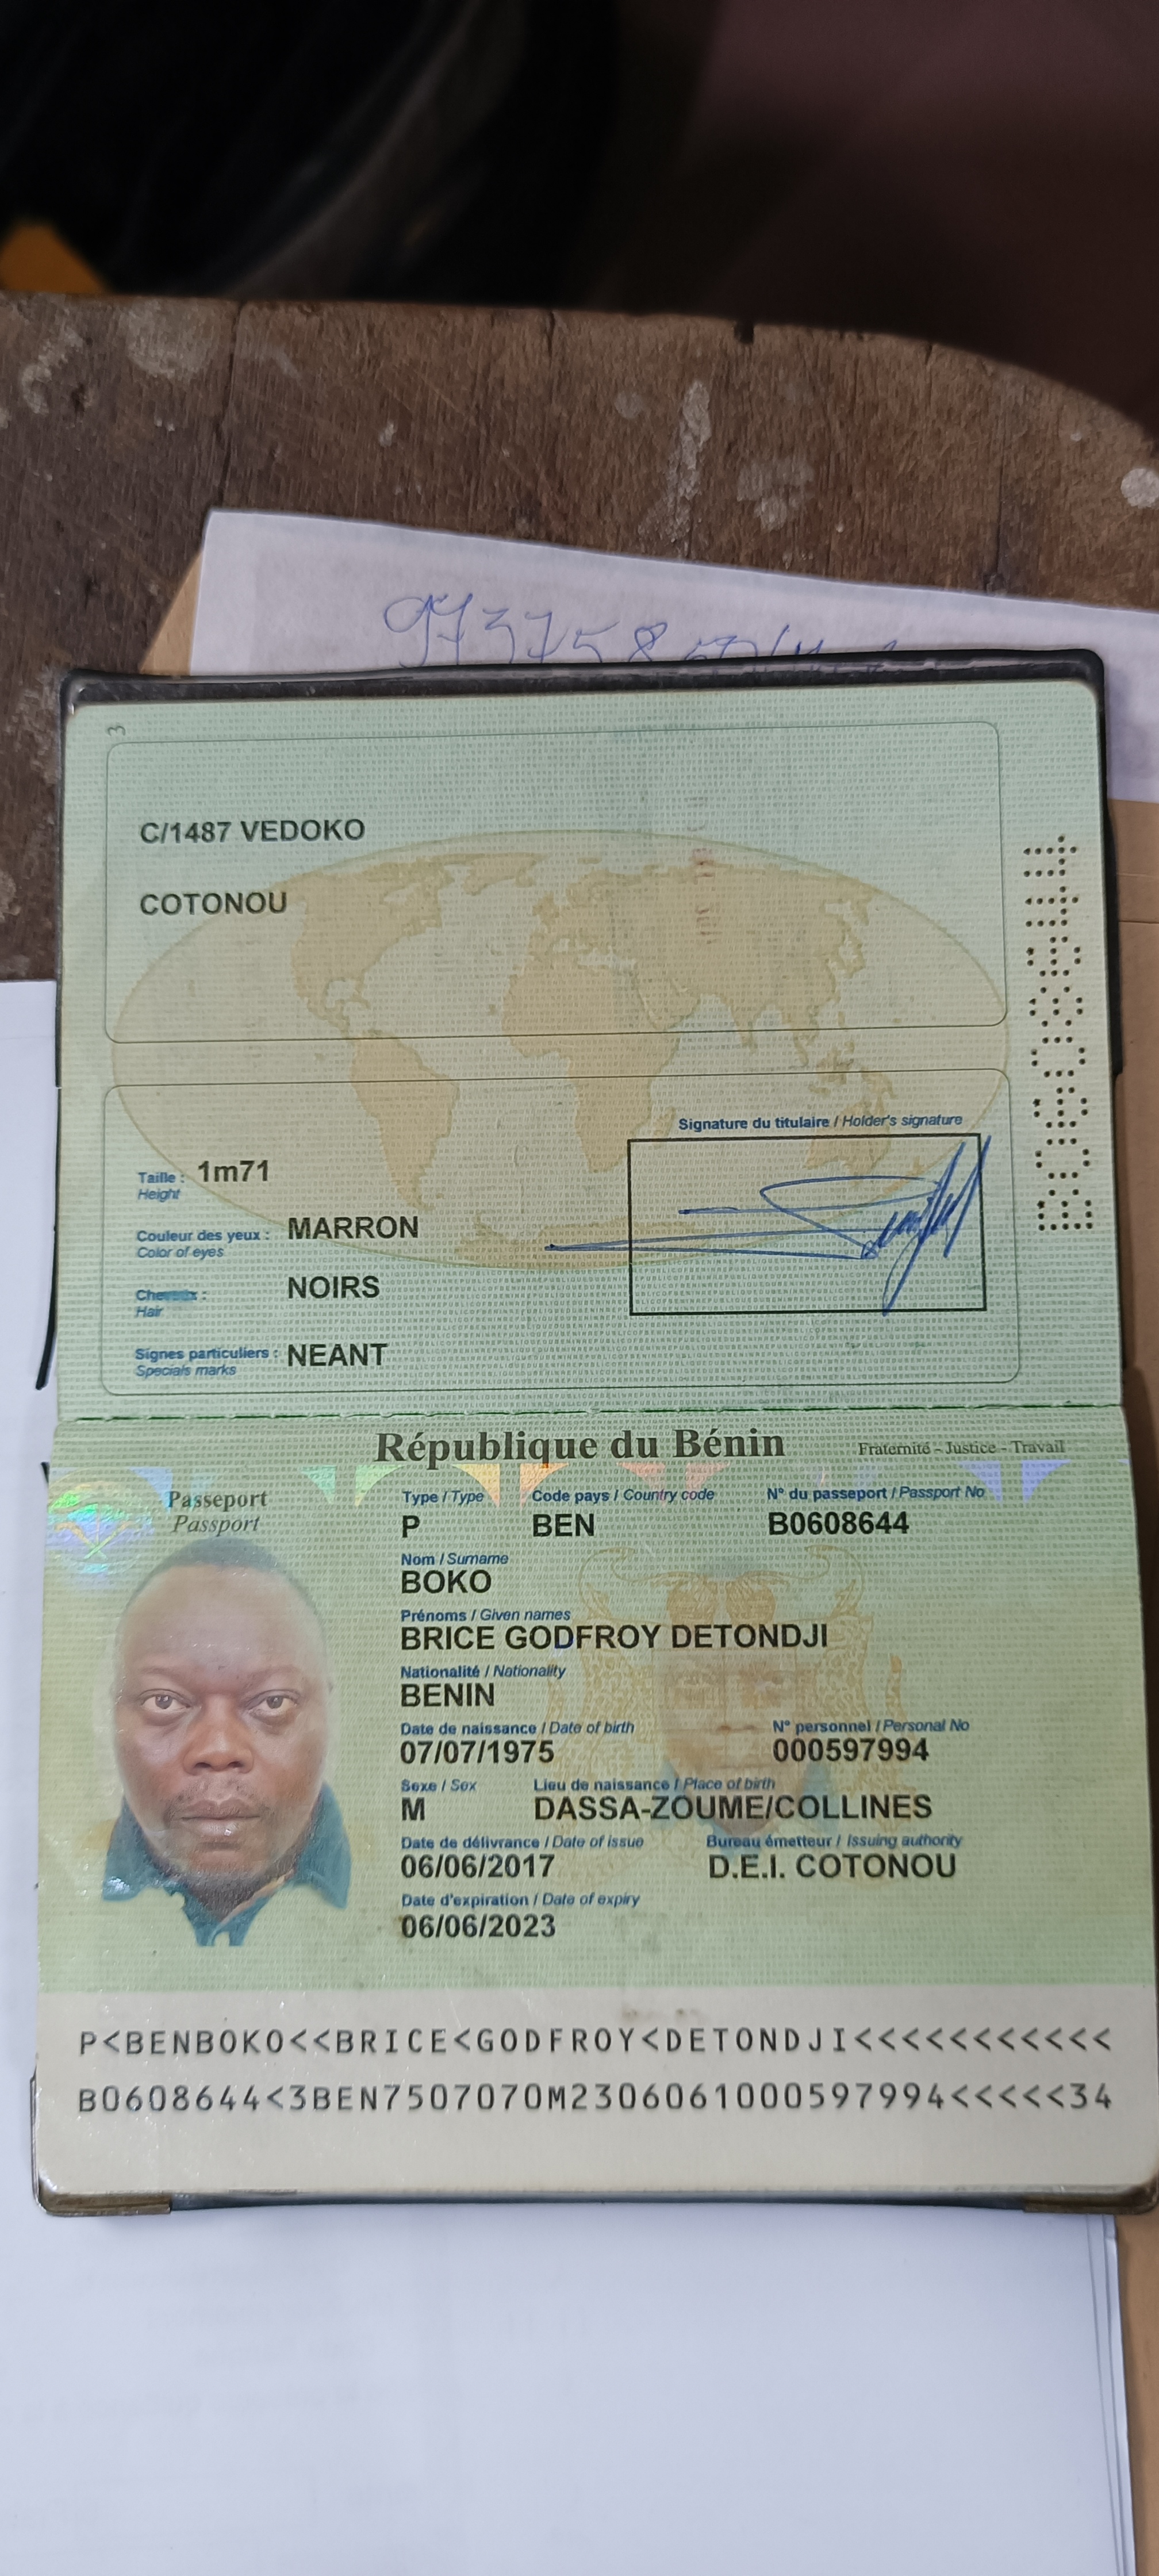 3
C/1487 VEDOKO
COTONOU
B0608644
Signature du titulaire / Holder's signature
Taille : 1m71
Height
Couleur des yeux : MARRON
Color of eyes
Cheveux : NOIRS
Hair
Signes particuliers : NEANT
Specials marks
République du Bénin
Fraternité - Justice - Travail
Passeport
Passport
Type / Type Code pays / Country code N° du passeport / Passport No
P BEN B0608644
Nom / Surname
BOKO
Prénoms / Given names
BRICE GODFROY DETONDJI
Nationalité / Nationality
BENIN
Date de naissance / Date of birth N° personnel / Personal No
07/07/1975 000597994
Sexe / Sex Lieu de naissance / Place of birth
M DASSA-ZOUME/COLLINES
Date de délivrance / Date of issue Bureau émetteur / Issuing authority
06/06/2017 D.E.I. COTONOU
Date d'expiration / Date of expiry
06/06/2023
P<BENBOKO<<BRICE<GODFROY<DETONDJI<<<<<<<<<<<
B0608644<3BEN7507070M2306061000597994<<<<<34